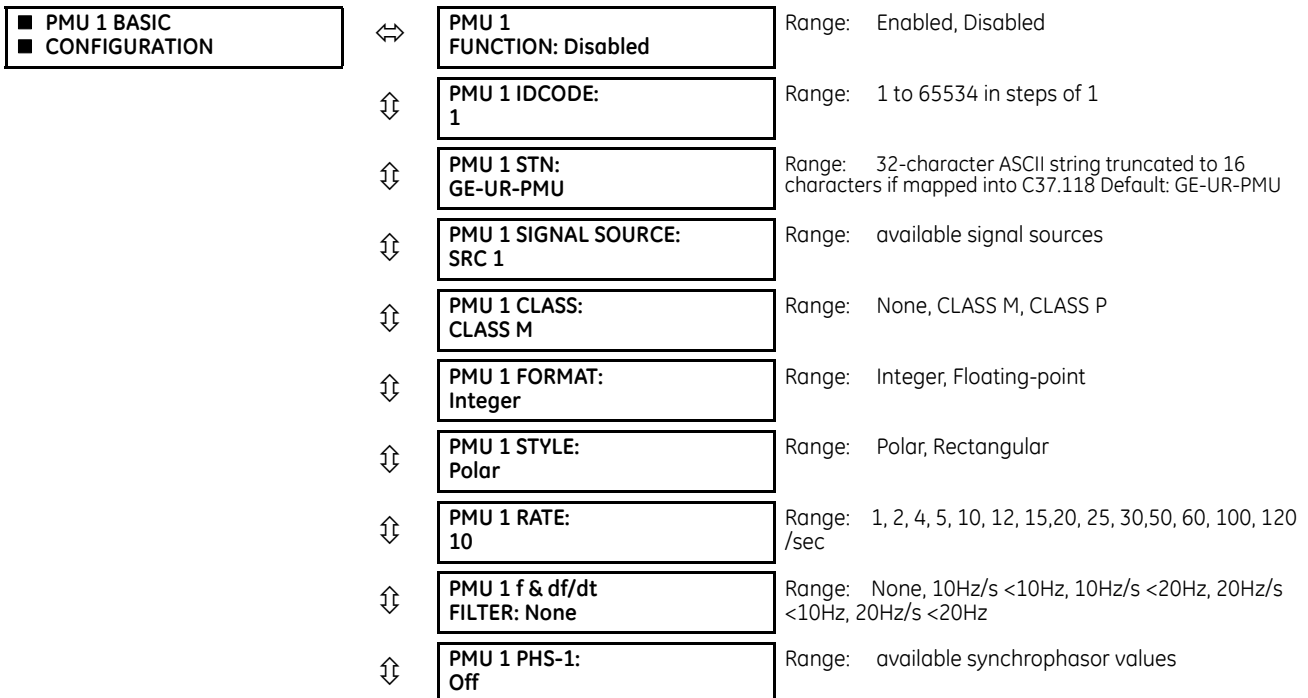 ■ PMU 1 BASIC
■ CONFIGURATION
PMU 1
FUNCTION: Disabled
Range: Enabled, Disabled
PMU 1 IDCODE:
1
Range: 1 to 65534 in steps of 1
PMU 1 STN:
GE-UR-PMU
Range: 32-character ASCII string truncated to 16
characters if mapped into C37.118 Default: GE-UR-PMU
PMU 1 SIGNAL SOURCE:
SRC 1
Range: available signal sources
PMU 1 CLASS:
CLASS M
Range: None, CLASS M, CLASS P
PMU 1 FORMAT:
Integer
Range: Integer, Floating-point
PMU 1 STYLE:
Polar
Range: Polar, Rectangular
PMU 1 RATE:
10
Range: 1, 2, 4, 5, 10, 12, 15,20, 25, 30,50, 60, 100, 120
/sec
PMU 1 f & df/dt
FILTER: None
Range: None, 10Hz/s <10Hz, 10Hz/s <20Hz, 20Hz/s
<10Hz, 20Hz/s <20Hz
PMU 1 PHS-1:
Off
Range: available synchrophasor values